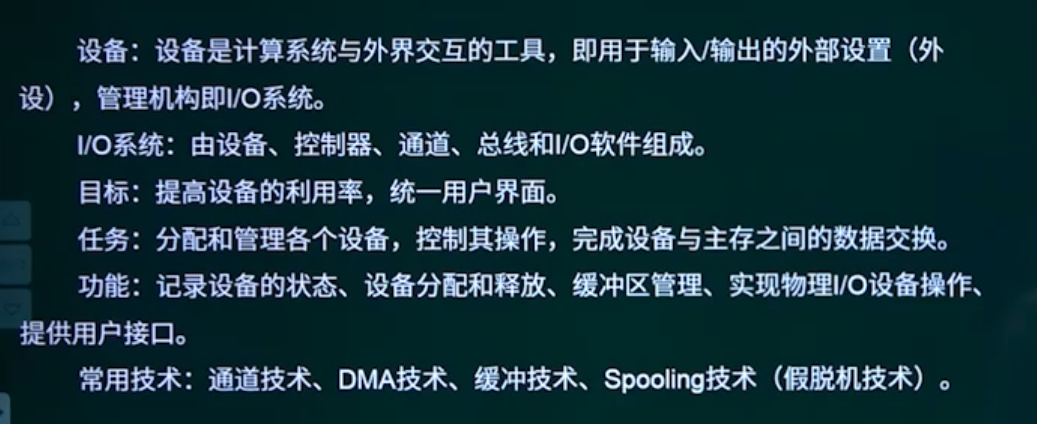 设备：设备是计算系统与外界交互的工具，即用于输入/输出的外部设置（外
设），管理机构即I/O系统。
I/O系统：由设备、控制器、通道、总线和I/O软件组成。
目标：提高设备的利用率，统一用户界面。
任务：分配和管理各个设备，控制其操作，完成设备与主存之间的数据交换。
功能：记录设备的状态、设备分配和释放、缓冲区管理、实现物理I/O设备操作、
提供用户接口。
常用技术：通道技术、DMA技术、缓冲技术、Spooling技术（假脱机技术）。